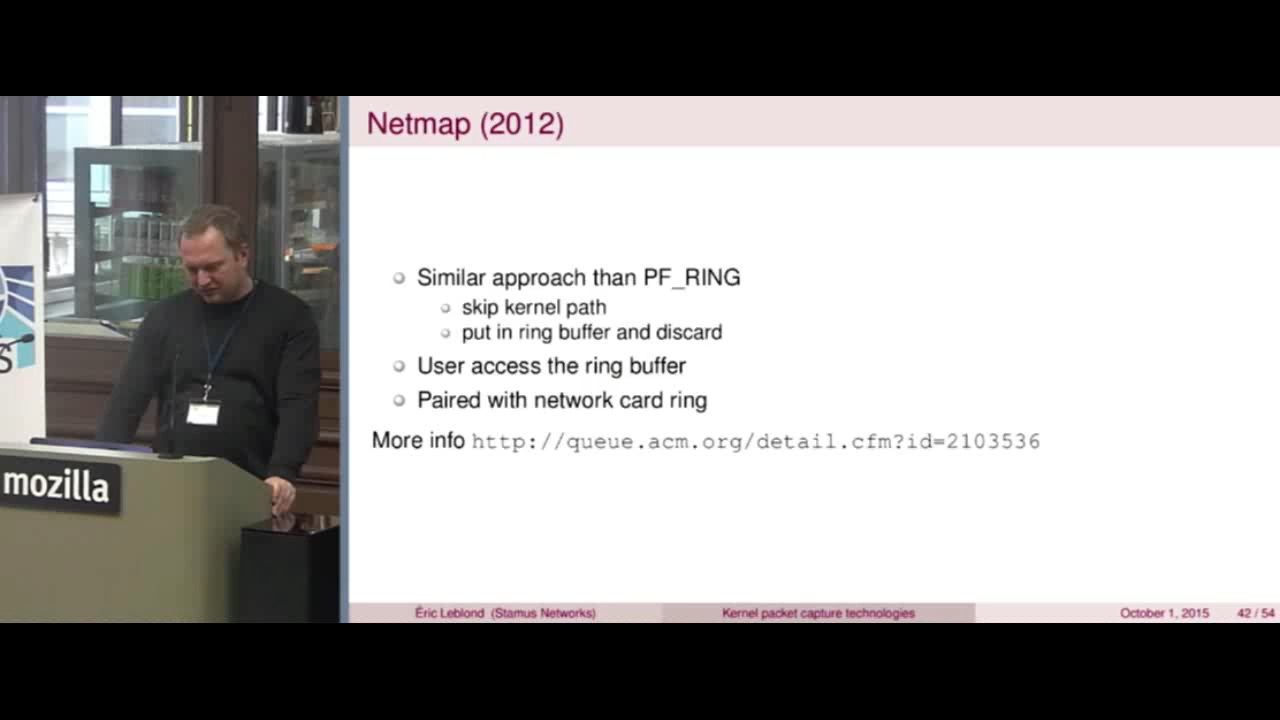 Netmap (2012)
Similar approach than PF_RING
skip kernel path
put in ring buffer and discard
User access the ring buffer
Paired with network card ring
More info http://queue.acm.org/detail.cfm?id=2103536
Éric Leblond (Stamus Networks)
Kernel packet capture technologies
October 1, 2015
42 / 54
mozilla
S